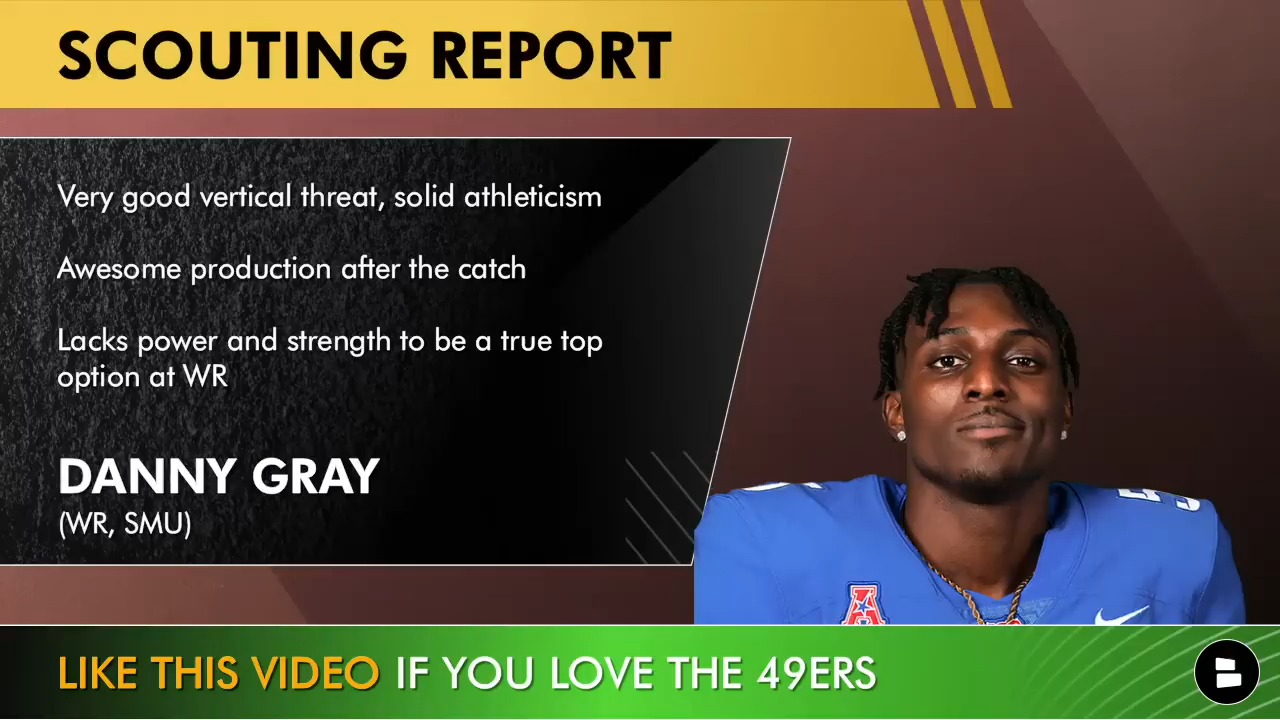 SCOUTING REPORT
Very good vertical threat, solid athleticism
Awesome production after the catch
Lacks power and strength to be a true top
option at WR
DANNY GRAY
(WR, SMU)
5
A
LIKE THIS VIDEO IF YOU LOVE THE 49ERS